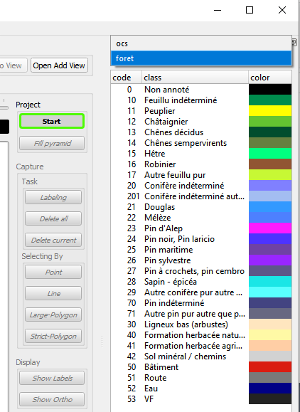 o View
Open Add View
Project
Start
Fill pyramid
Capture
Task
Labeling
Delete all
Delete current
Selecting By
Point
Line
Large-Polygon
Strict-Polygon
Display
Show Labels
Show Ortho
ocs
foret
code class color
0 Non annoté
10 Feuillu indéterminé
11 Peuplier
12 Châtaignier
13 Chênes décidus
14 Chênes sempervirents
15 Hêtre
16 Robinier
17 Autre feuillu pur
20 Conifère indéterminé
201 Conifère indéterminé aut...
21 Douglas
22 Mélèze
23 Pin d'Alep
24 Pin noir, Pin laricio
25 Pin maritime
26 Pin sylvestre
27 Pin à crochets, pin cembro
28 Sapin - épicéa
29 Autre conifère pur autre ...
70 Pin indéterminé
71 Autre pin pur autre que p...
30 Ligneux bas (arbustes)
40 Formation herbacée natu...
41 Formation herbacée agri...
42 Sol minéral / chemins
50 Bâtiment
51 Route
52 Eau
53 VF